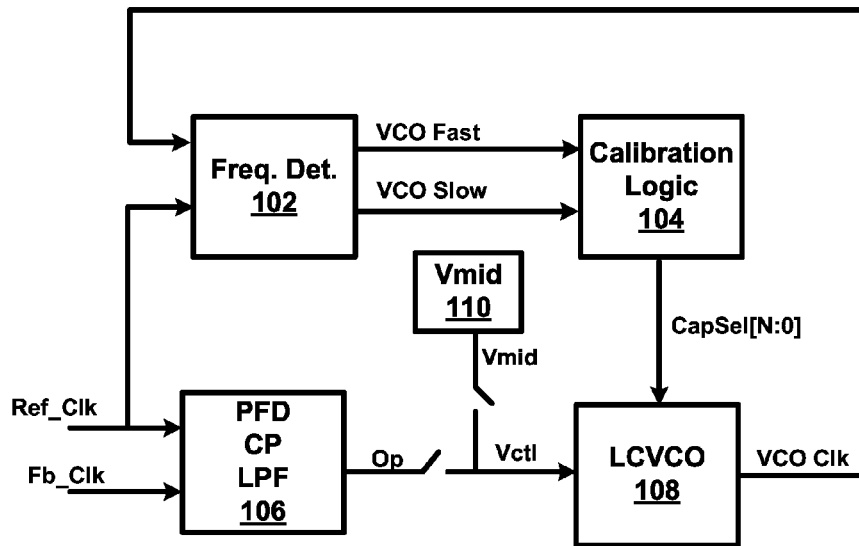 VCO Fast
Freq. Det.
102
VCO Slow
Calibration
Logic
104
Vmid
110
CapSel[N:0]
Vmid
Ref_Clk
PFD
CP
LPF
106
Fb_Clk
Op
Vctl
LCVCO
108
VCO Clk